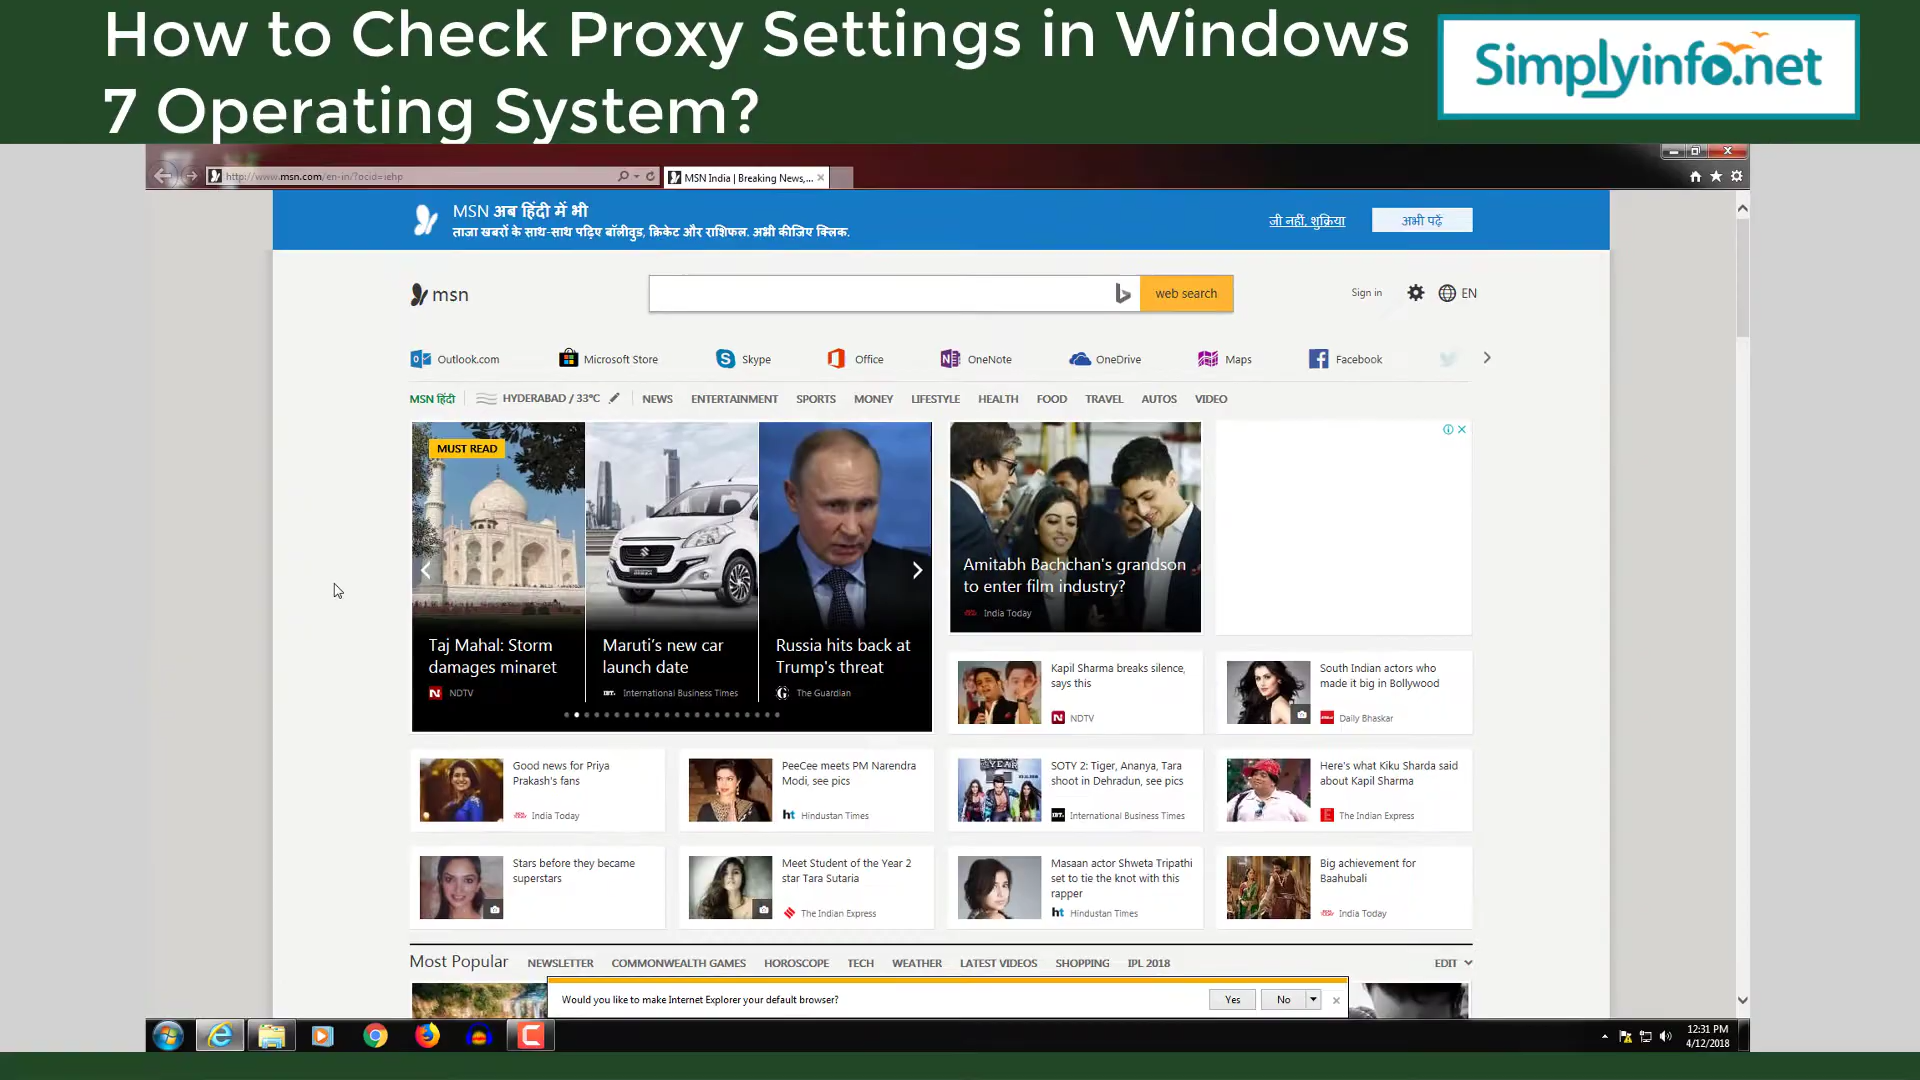 How to Check Proxy Settings in Windows
7 Operating System?
Simplyinfo.net
http://www.msn.com/en-in/?ocid=iehp
MSN India | Breaking News,...
MSN अब हिंदी में भी
ताजा खबरों के साथ-साथ पढ़िए बॉलीवुड, क्रिकेट और राशिफल. अभी कीजिए क्लिक.
जी नहीं, शुक्रिया
अभी पढ़ें
msn
web search
Sign in
EN
Outlook.com
Microsoft Store
Skype
Office
OneNote
OneDrive
Maps
Facebook
MSN हिंदी
HYDERABAD / 33°C
NEWS
ENTERTAINMENT
SPORTS
MONEY
LIFESTYLE
HEALTH
FOOD
TRAVEL
AUTOS
VIDEO
MUST READ
Taj Mahal: Storm
damages minaret
NDTV
Maruti's new car
launch date
International Business Times
Russia hits back at
Trump's threat
The Guardian
Amitabh Bachchan's grandson
to enter film industry?
India Today
Kapil Sharma breaks silence,
says this
NDTV
South Indian actors who
made it big in Bollywood
Daily Bhaskar
Good news for Priya
Prakash's fans
India Today
PeeCee meets PM Narendra
Modi, see pics
Hindustan Times
SOTY 2: Tiger, Ananya, Tara
shoot in Dehradun, see pics
International Business Times
Here's what Kiku Sharda said
about Kapil Sharma
The Indian Express
Stars before they became
superstars
Meet Student of the Year 2
star Tara Sutaria
The Indian Express
Masaan actor Shweta Tripathi
set to tie the knot with this
rapper
Hindustan Times
Big achievement for
Baahubali
India Today
Most Popular
NEWSLETTER
COMMONWEALTH GAMES
HOROSCOPE
TECH
WEATHER
LATEST VIDEOS
SHOPPING
IPL 2018
EDIT
Would you like to make Internet Explorer your default browser?
Yes
No
12:31 PM
4/12/2018